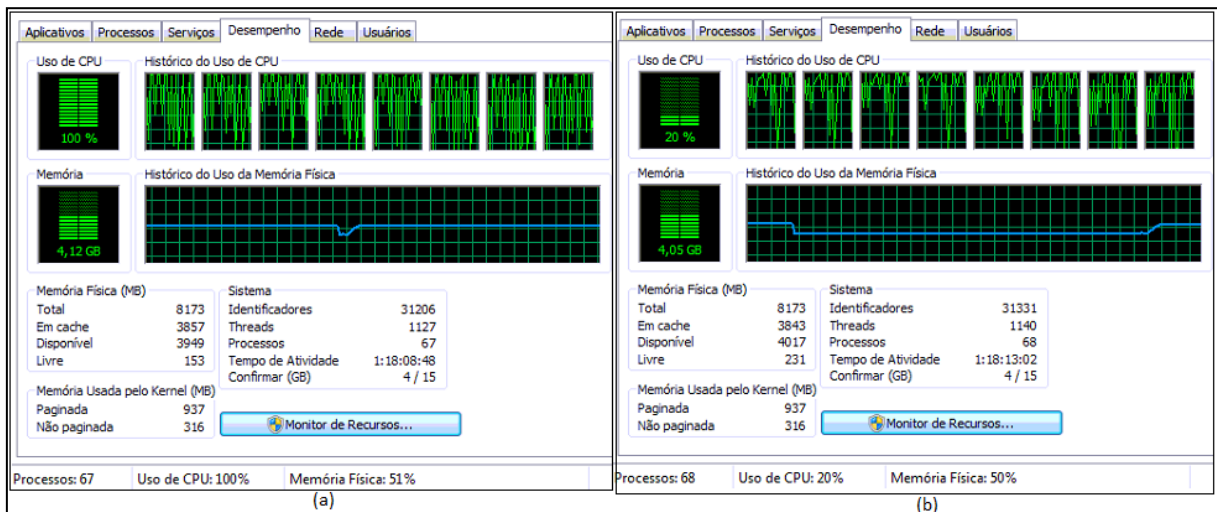 Aplicativos Processos Serviços Desempenho Rede Usuários
Uso de CPU Histórico do Uso de CPU
100 %
Memória Histórico do Uso da Memória Física
4,12 GB
Memória Física (MB)
Total 8173
Em cache 3857
Disponível 3949
Livre 153
Sistema
Identificadores 31206
Threads 1127
Processos 67
Tempo de Atividade 1:18:08:48
Confirmar (GB) 4 / 15
Memória Usada pelo Kernel (MB)
Paginada 937
Não paginada 316
Monitor de Recursos...
Processos: 67 Uso de CPU: 100% Memória Física: 51%
(a)
Aplicativos Processos Serviços Desempenho Rede Usuários
Uso de CPU Histórico do Uso de CPU
20 %
Memória Histórico do Uso da Memória Física
4,05 GB
Memória Física (MB)
Total 8173
Em cache 3843
Disponível 4017
Livre 231
Sistema
Identificadores 31331
Threads 1140
Processos 68
Tempo de Atividade 1:18:13:02
Confirmar (GB) 4 / 15
Memória Usada pelo Kernel (MB)
Paginada 937
Não paginada 316
Monitor de Recursos...
Processos: 68 Uso de CPU: 20% Memória Física: 50%
(b)